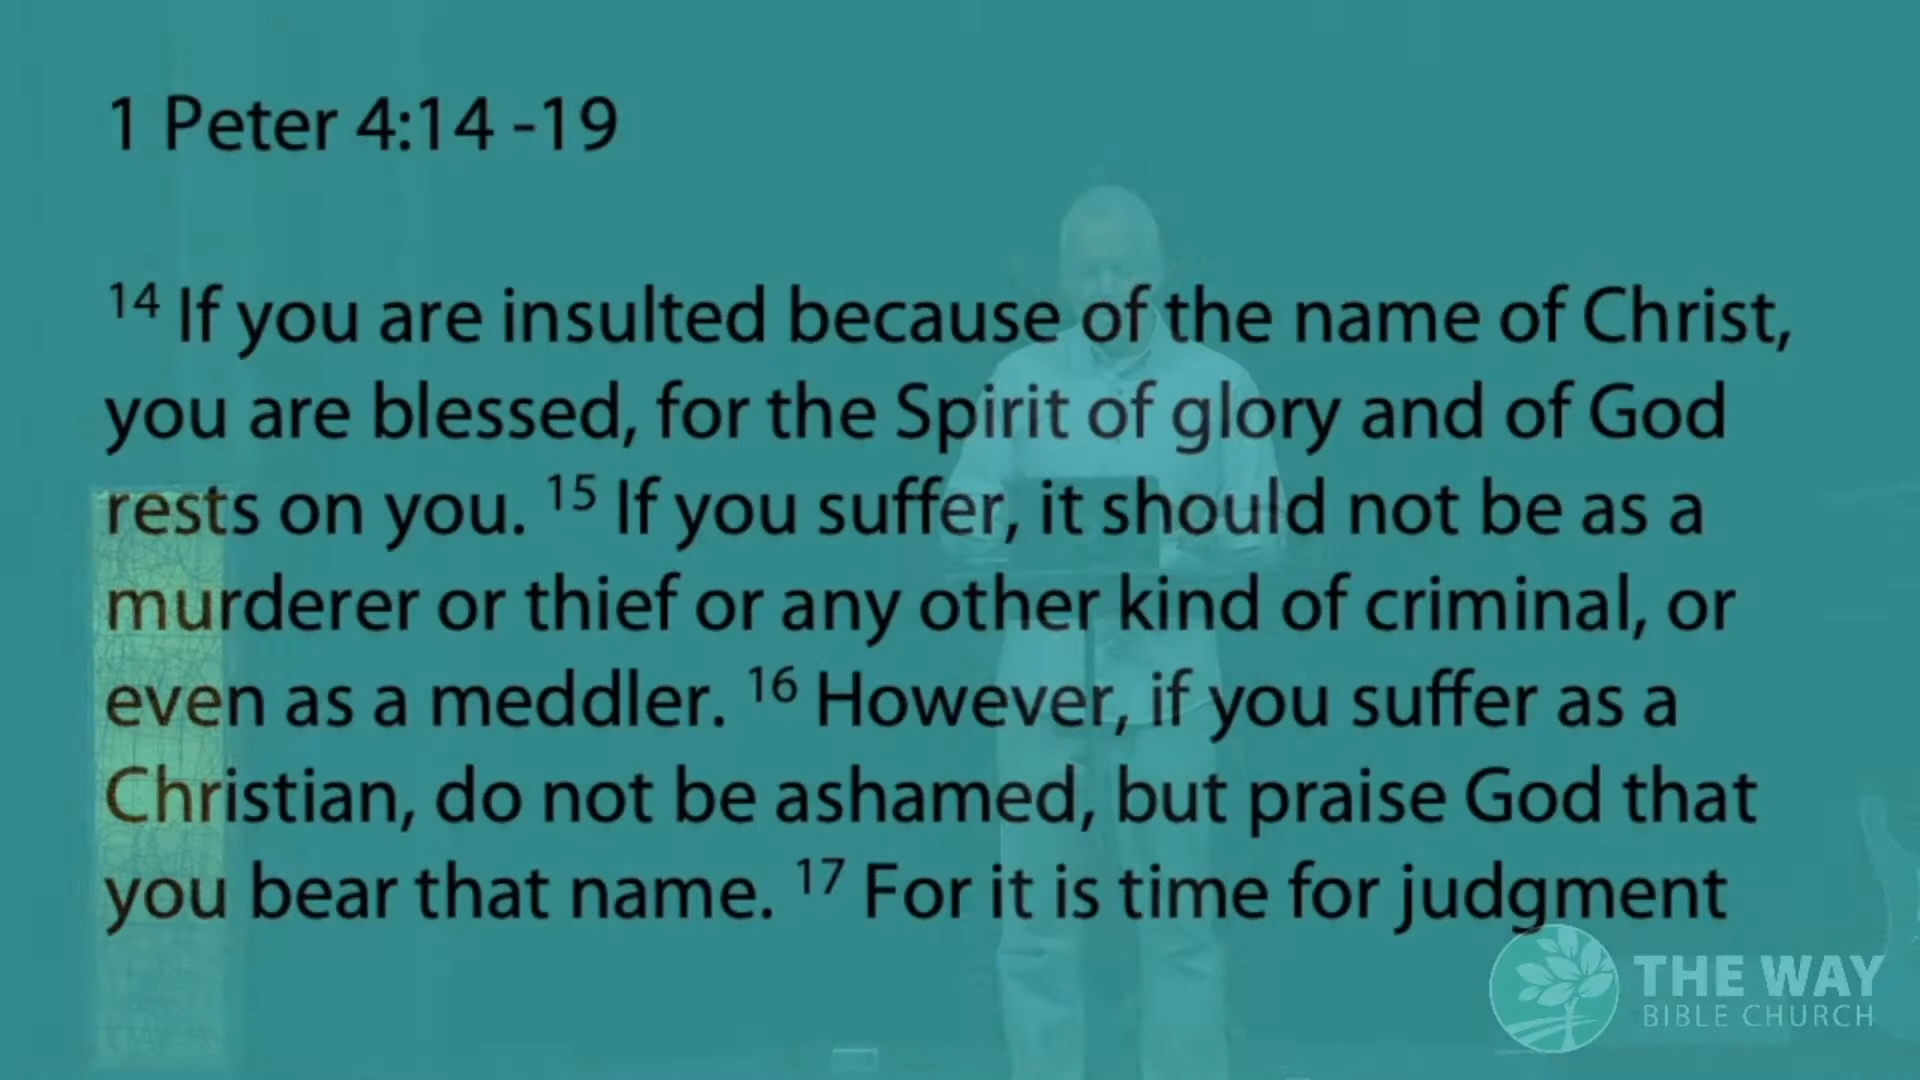 1 Peter 4:14 -19
14 If you are insulted because of the name of Christ,
you are blessed, for the Spirit of glory and of God
rests on you. 15 If you suffer, it should not be as a
murderer or thief or any other kind of criminal, or
even as a meddler. 16 However, if you suffer as a
Christian, do not be ashamed, but praise God that
you bear that name. 17 For it is time for judgment
THE WAY
BIBLE CHURCH